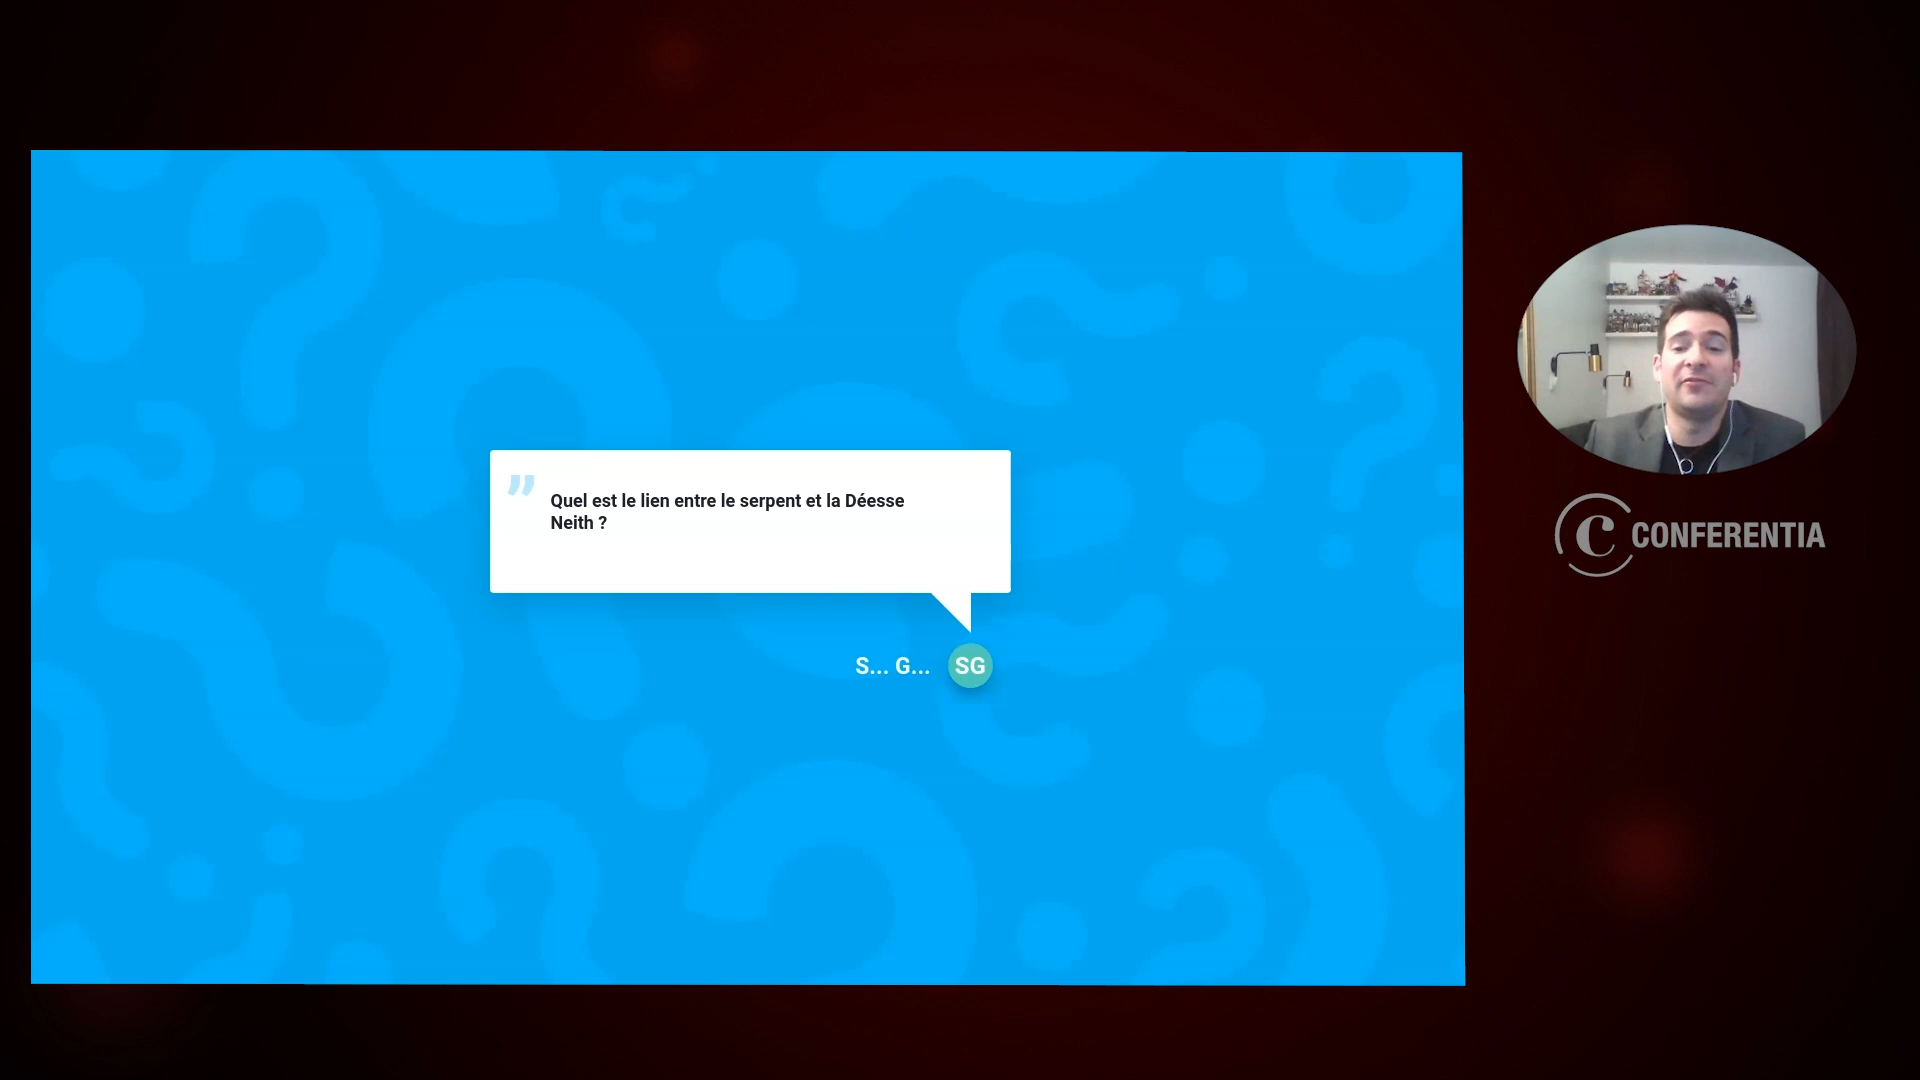 Quel est le lien entre le serpent et la Déesse
Neith ?
S... G...
SG
C CONFERENTIA